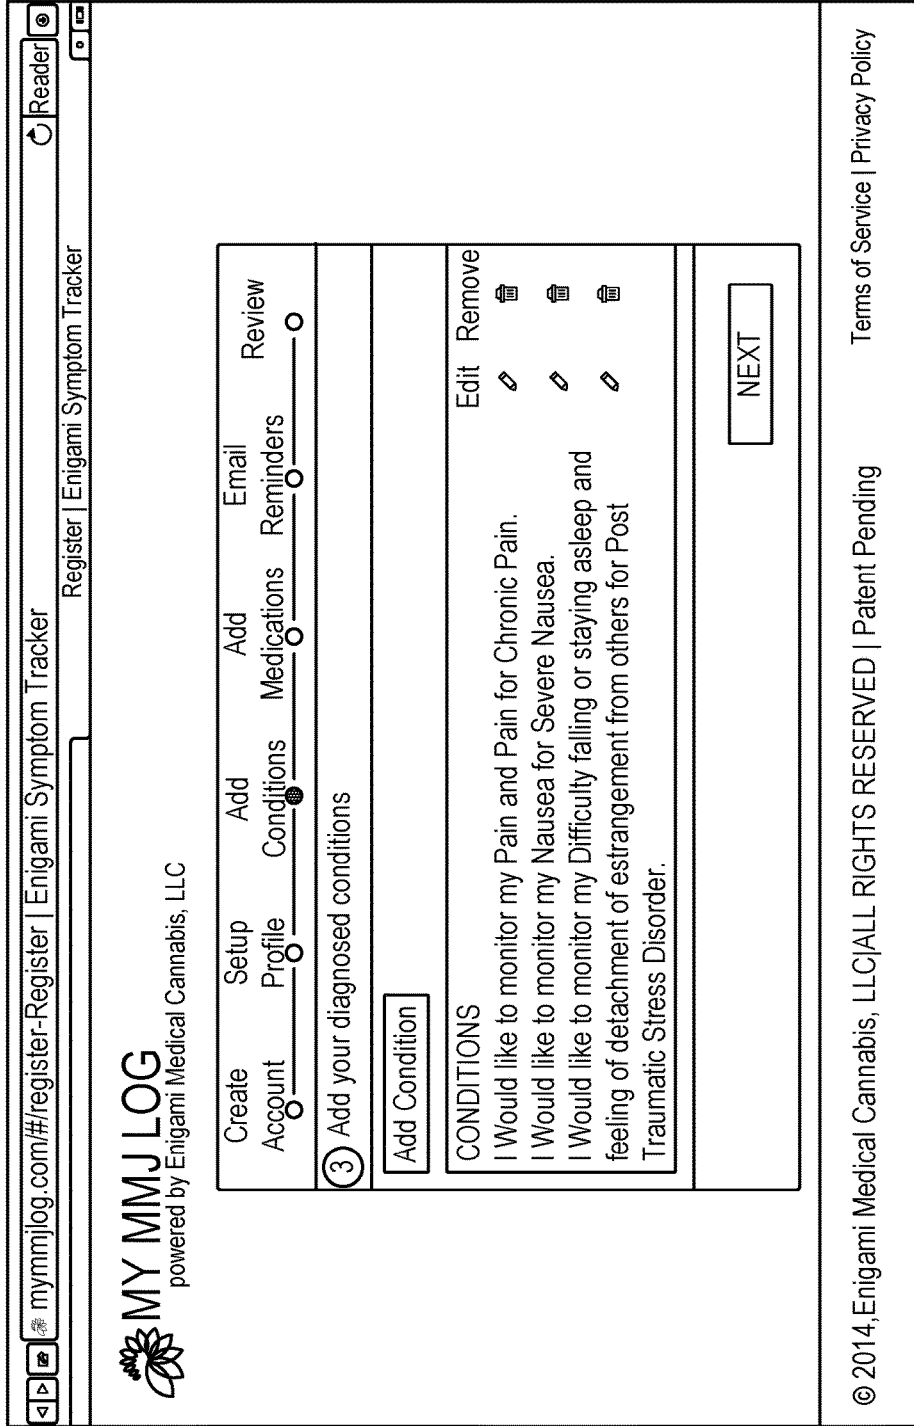 mymmjlog.com/#/register-Register | Enigami Symptom Tracker
Reader
Register | Enigami Symptom Tracker
MY MMJ LOG
powered by Enigami Medical Cannabis, LLC
Create Account
Setup Profile
Add Conditions
Add Medications
Email Reminders
Review
3 Add your diagnosed conditions
Add Condition
CONDITIONS Edit Remove
I Would like to monitor my Pain and Pain for Chronic Pain.
I Would like to monitor my Nausea for Severe Nausea.
I Would like to monitor my Difficulty falling or staying asleep and
feeling of detachment of estrangement from others for Post
Traumatic Stress Disorder.
NEXT
© 2014,Enigami Medical Cannabis, LLC|ALL RIGHTS RESERVED | Patent Pending
Terms of Service | Privacy Policy